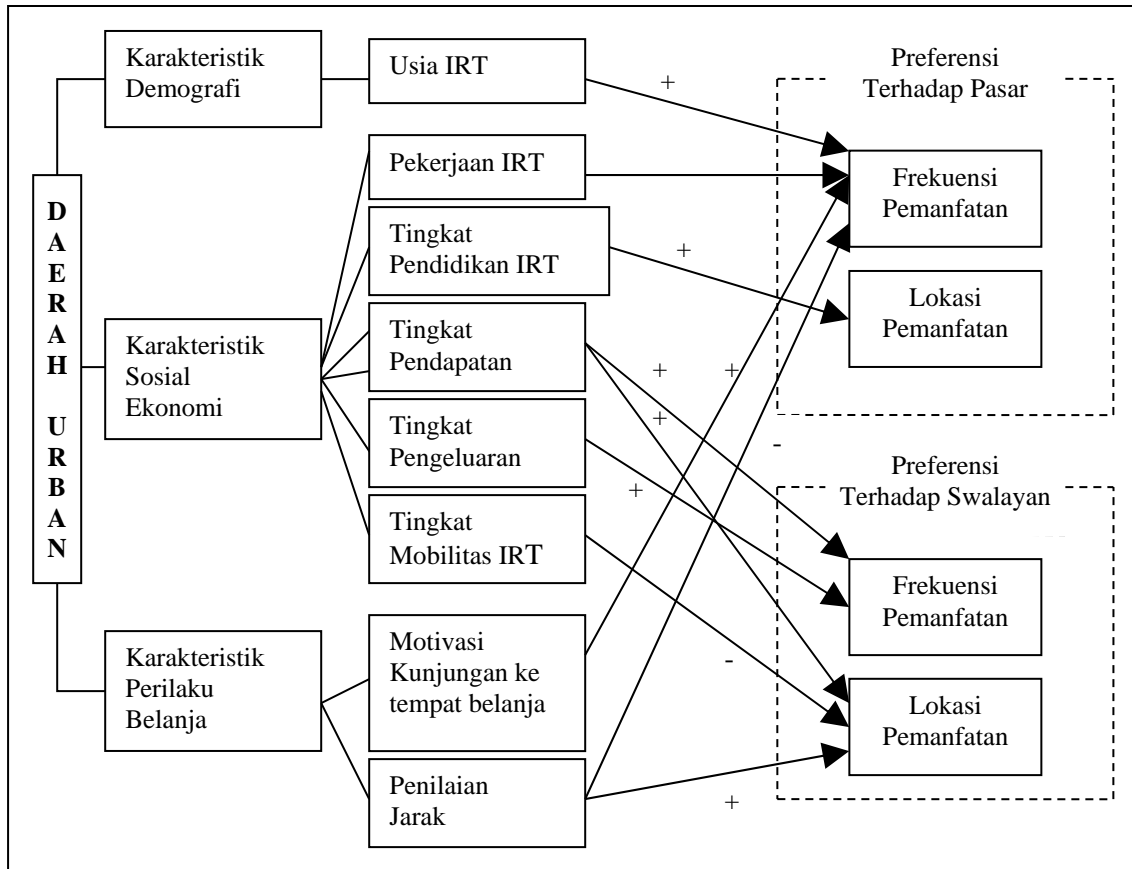 DAERAH URBAN
Karakteristik
Demografi
Karakteristik
Sosial
Ekonomi
Karakteristik
Perilaku
Belanja
Usia IRT
Pekerjaan IRT
Tingkat
Pendidikan IRT
Tingkat
Pendapatan
Tingkat
Pengeluaran
Tingkat
Mobilitas IRT
Motivasi
Kunjungan ke
tempat belanja
Penilaian
Jarak
+
+
+
+
+
-
+
-
+
Preferensi
Terhadap Pasar
Frekuensi
Pemanfatan
Lokasi
Pemanfatan
Preferensi
Terhadap Swalayan
Frekuensi
Pemanfatan
Lokasi
Pemanfatan